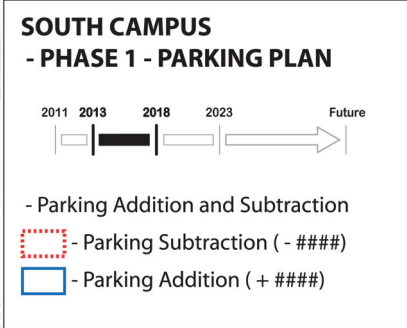 SOUTH CAMPUS
- PHASE 1 - PARKING PLAN
2011 2013 2018 2023 Future
- Parking Addition and Subtraction
- Parking Subtraction ( - ####)
- Parking Addition ( + ####)